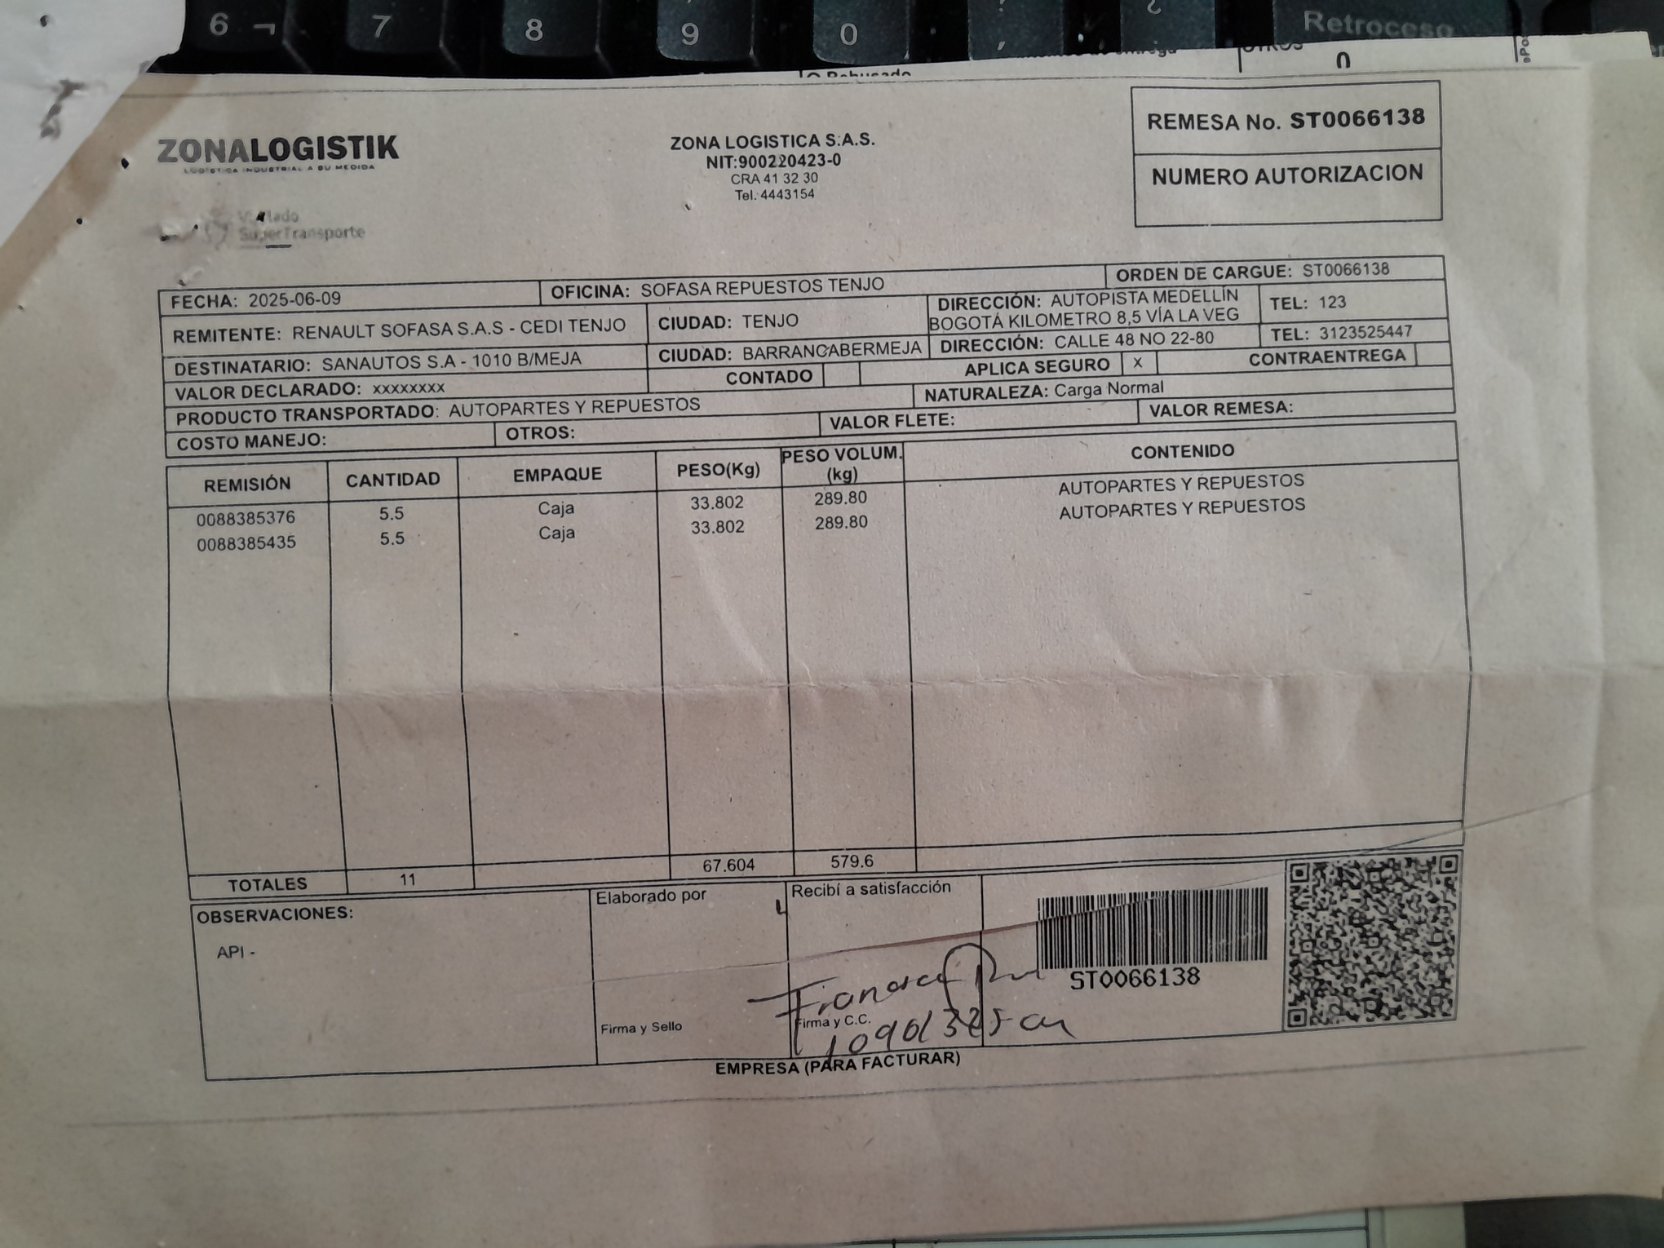 6 ¬ 7 8 9 0 ? ¿ Retroceso
O Rehusado
0
ZONALOGISTIK
LOGÍSTICA INDUSTRIAL A SU MEDIDA
Vigilado
SuperTransporte
ZONA LOGISTICA S.A.S.
NIT:900220423-0
CRA 41 32 30
Tel. 4443154
REMESA No. ST0066138
NUMERO AUTORIZACION
FECHA: 2025-06-09 OFICINA: SOFASA REPUESTOS TENJO ORDEN DE CARGUE: ST0066138
REMITENTE: RENAULT SOFASA S.A.S - CEDI TENJO CIUDAD: TENJO DIRECCIÓN: AUTOPISTA MEDELLÍN BOGOTÁ KILOMETRO 8,5 VÍA LA VEG TEL: 123
DESTINATARIO: SANAUTOS S.A - 1010 B/MEJA CIUDAD: BARRANCABERMEJA DIRECCIÓN: CALLE 48 NO 22-80 TEL: 3123525447
VALOR DECLARADO: xxxxxxxx CONTADO APLICA SEGURO x CONTRAENTREGA
PRODUCTO TRANSPORTADO: AUTOPARTES Y REPUESTOS NATURALEZA: Carga Normal
COSTO MANEJO: OTROS: VALOR FLETE: VALOR REMESA:
REMISIÓN CANTIDAD EMPAQUE PESO(Kg) PESO VOLUM. (kg) CONTENIDO
0088385376 5.5 Caja 33.802 289.80 AUTOPARTES Y REPUESTOS
0088385435 5.5 Caja 33.802 289.80 AUTOPARTES Y REPUESTOS
TOTALES 11 67.604 579.6
OBSERVACIONES:
API -
Elaborado por
Firma y Sello
Recibí a satisfacción
Firma y C.C.
ST0066138
EMPRESA (PARA FACTURAR)